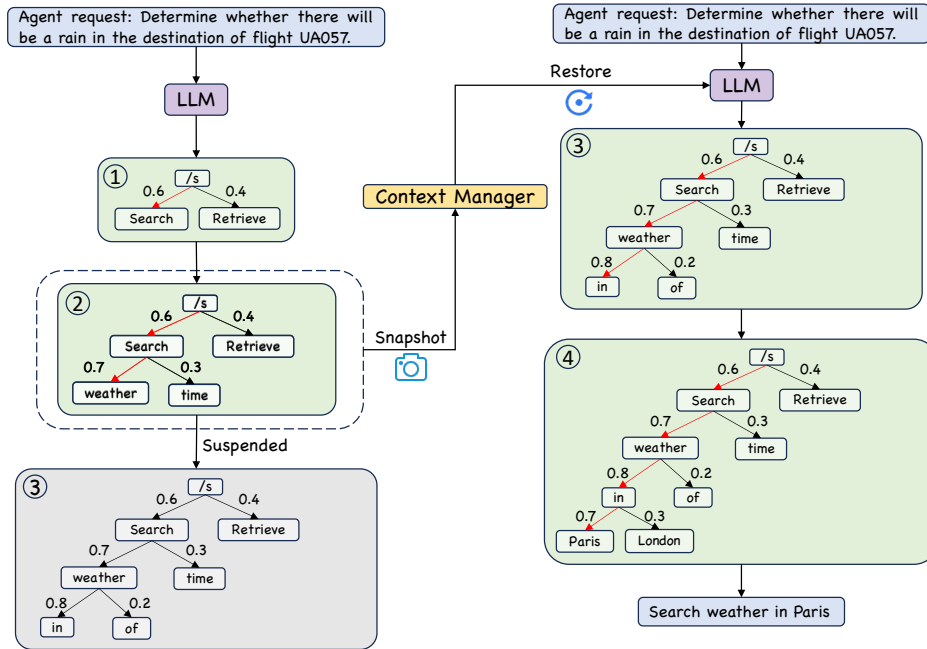 Agent request: Determine whether there will
be a rain in the destination of flight UA057.
LLM
①
/s
0.6
0.4
Search
Retrieve
②
/s
0.6
0.4
Search
Retrieve
0.7
0.3
weather
time
Suspended
③
/s
0.6
0.4
Search
Retrieve
0.7
0.3
weather
time
0.8
0.2
in
of
Snapshot
Context Manager
Restore
Agent request: Determine whether there will
be a rain in the destination of flight UA057.
LLM
③
/s
0.6
0.4
Search
Retrieve
0.7
0.3
weather
time
0.8
0.2
in
of
④
/s
0.6
0.4
Search
Retrieve
0.7
0.3
weather
time
0.8
0.2
in
of
0.7
0.3
Paris
London
Search weather in Paris